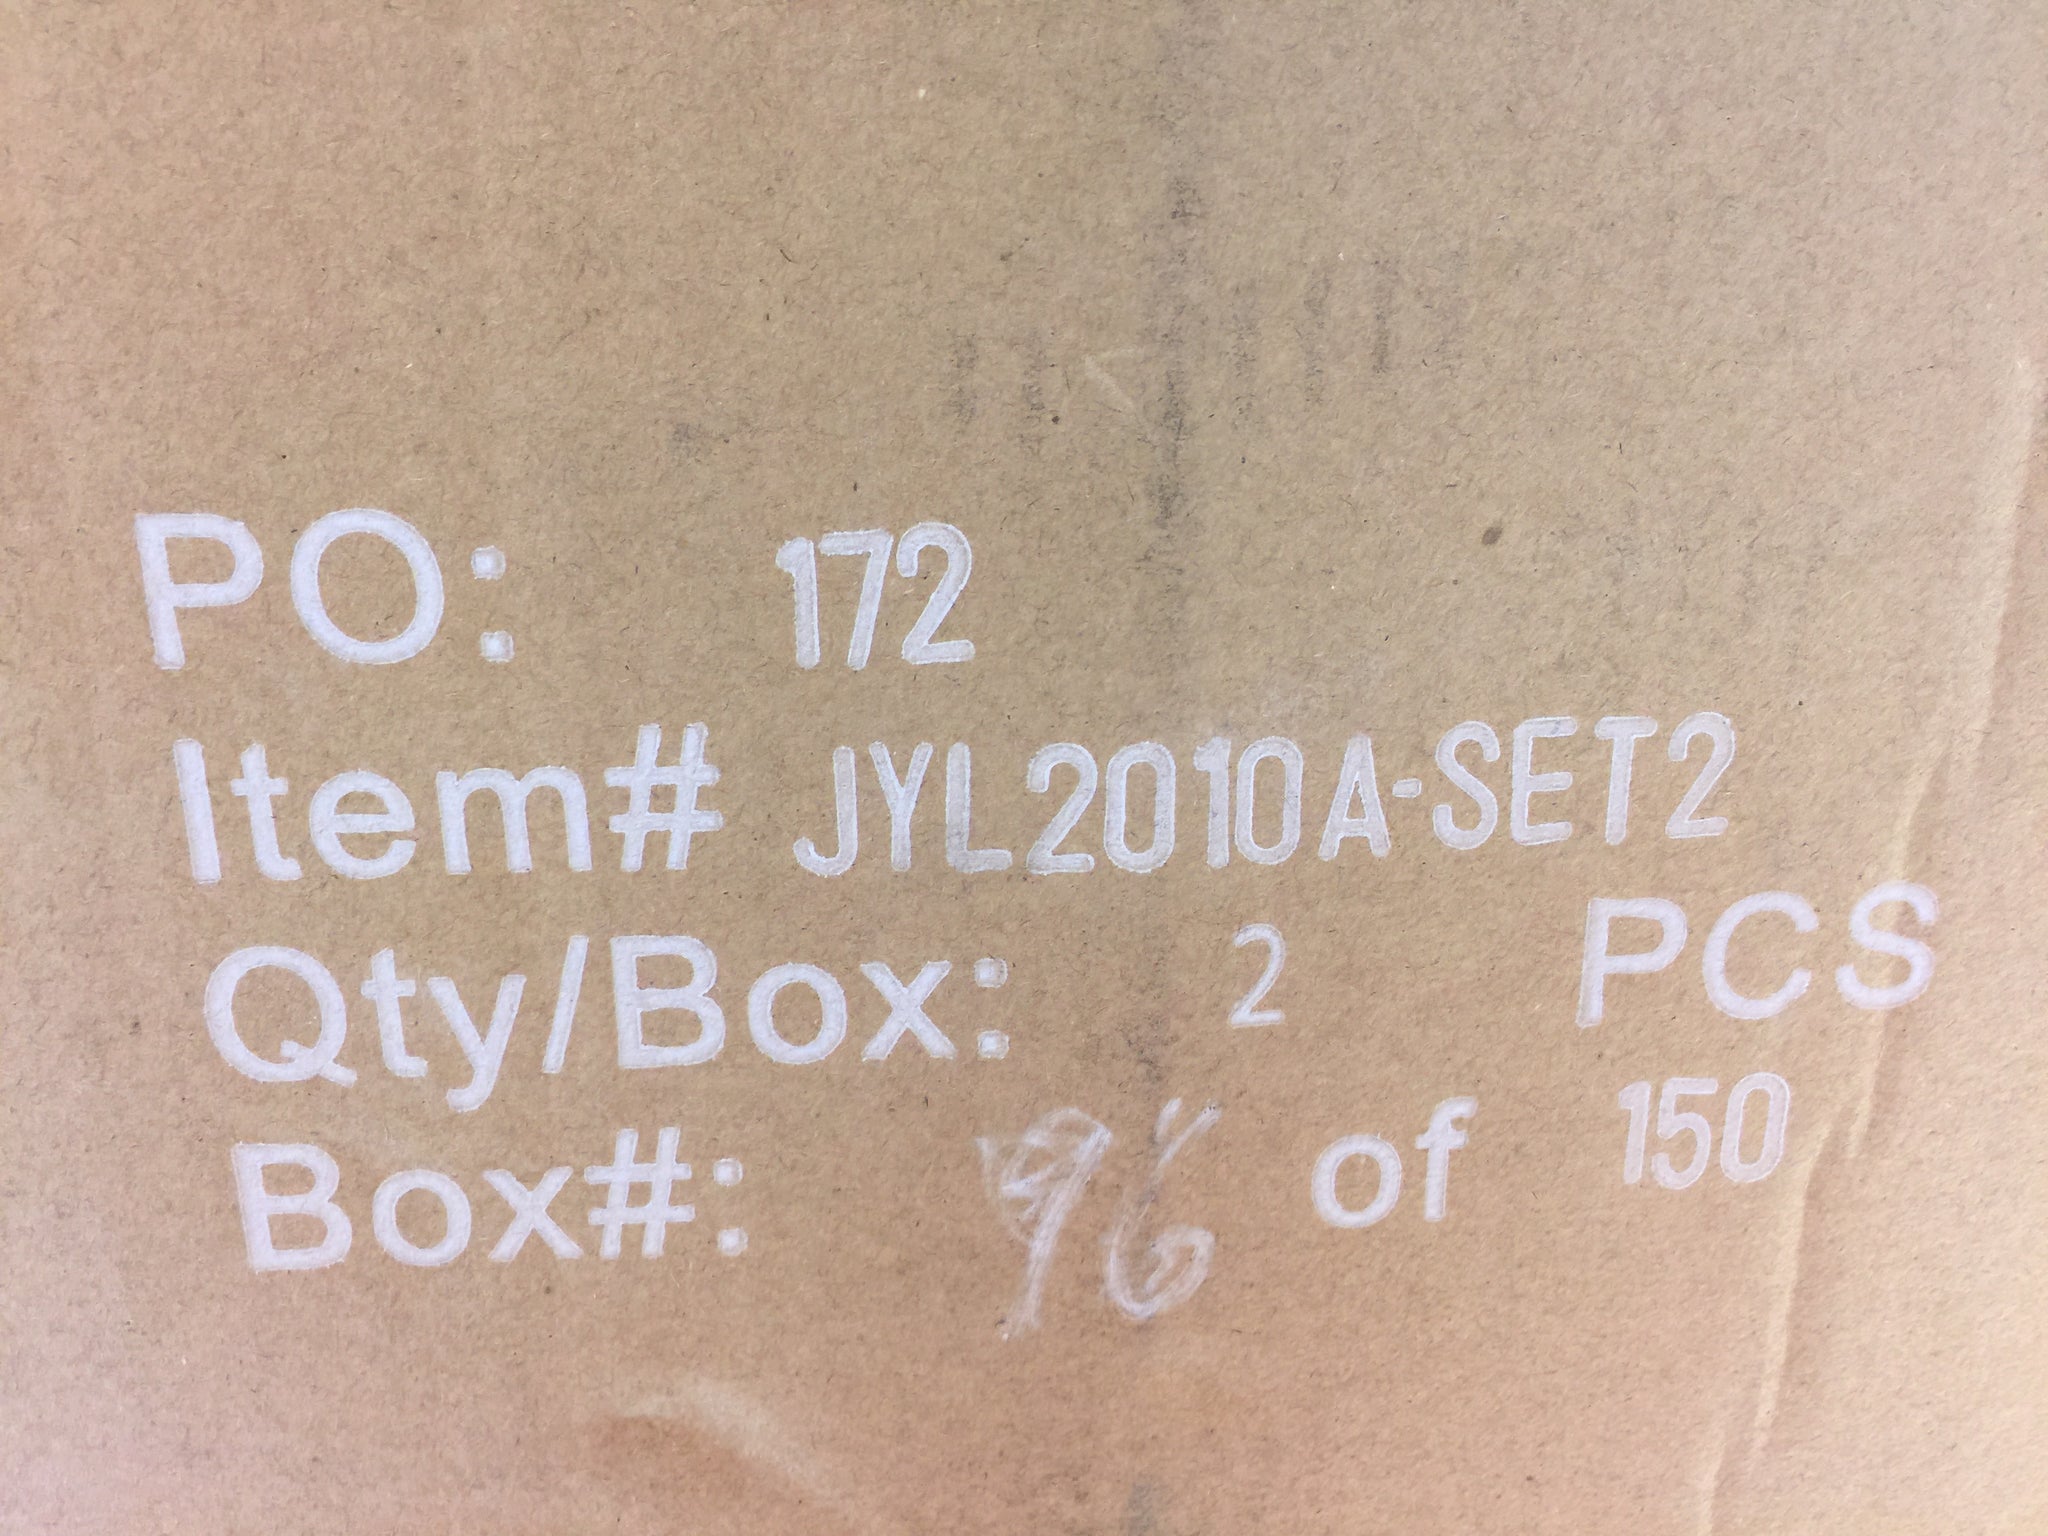 PO: 172
Item# JYL2010A-SET2
Qty/Box: 2 PCS
Box#: 96 of 150